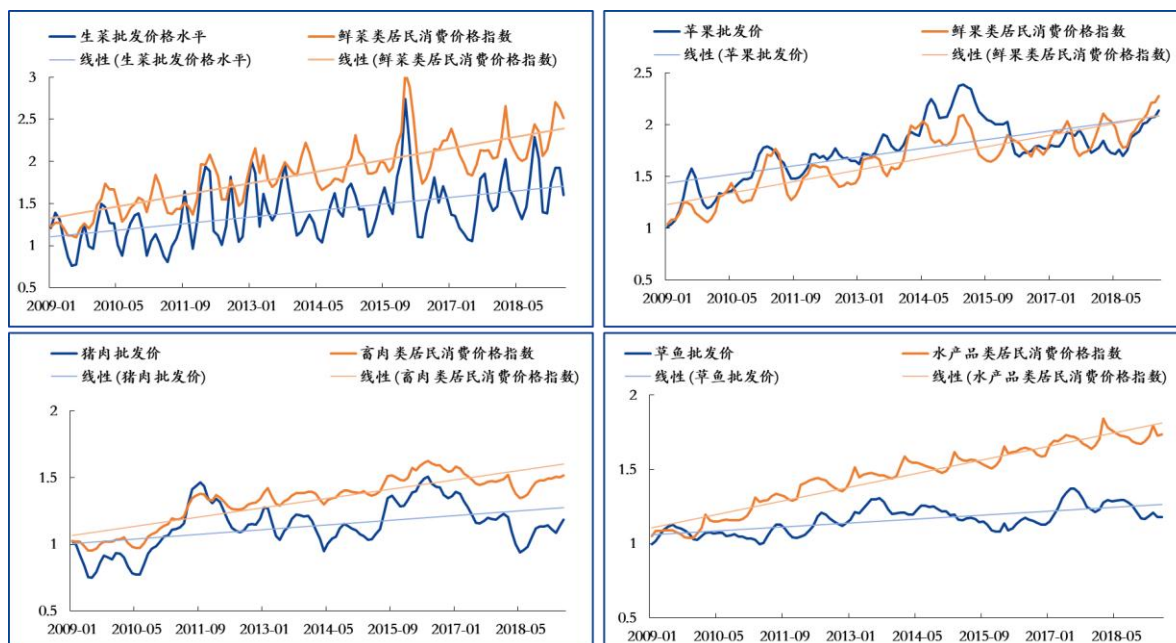 生菜批发价格水平 鲜菜类居民消费价格指数
线性 (生菜批发价格水平) 线性 (鲜菜类居民消费价格指数)
3
2.5
2
1.5
1
0.5
2009-01 2010-05 2011-09 2013-01 2014-05 2015-09 2017-01 2018-05
苹果批发价 鲜果类居民消费价格指数
线性 (苹果批发价) 线性 (鲜果类居民消费价格指数)
2.5
2
1.5
1
0.5
2009-01 2010-05 2011-09 2013-01 2014-05 2015-09 2017-01 2018-05
猪肉批发价 畜肉类居民消费价格指数
线性 (猪肉批发价) 线性 (畜肉类居民消费价格指数)
2
1.5
1
0.5
2009-01 2010-05 2011-09 2013-01 2014-05 2015-09 2017-01 2018-05
草鱼批发价 水产品类居民消费价格指数
线性 (草鱼批发价) 线性 (水产品类居民消费价格指数)
2
1.5
1
0.5
2009-01 2010-05 2011-09 2013-01 2014-05 2015-09 2017-01 2018-05